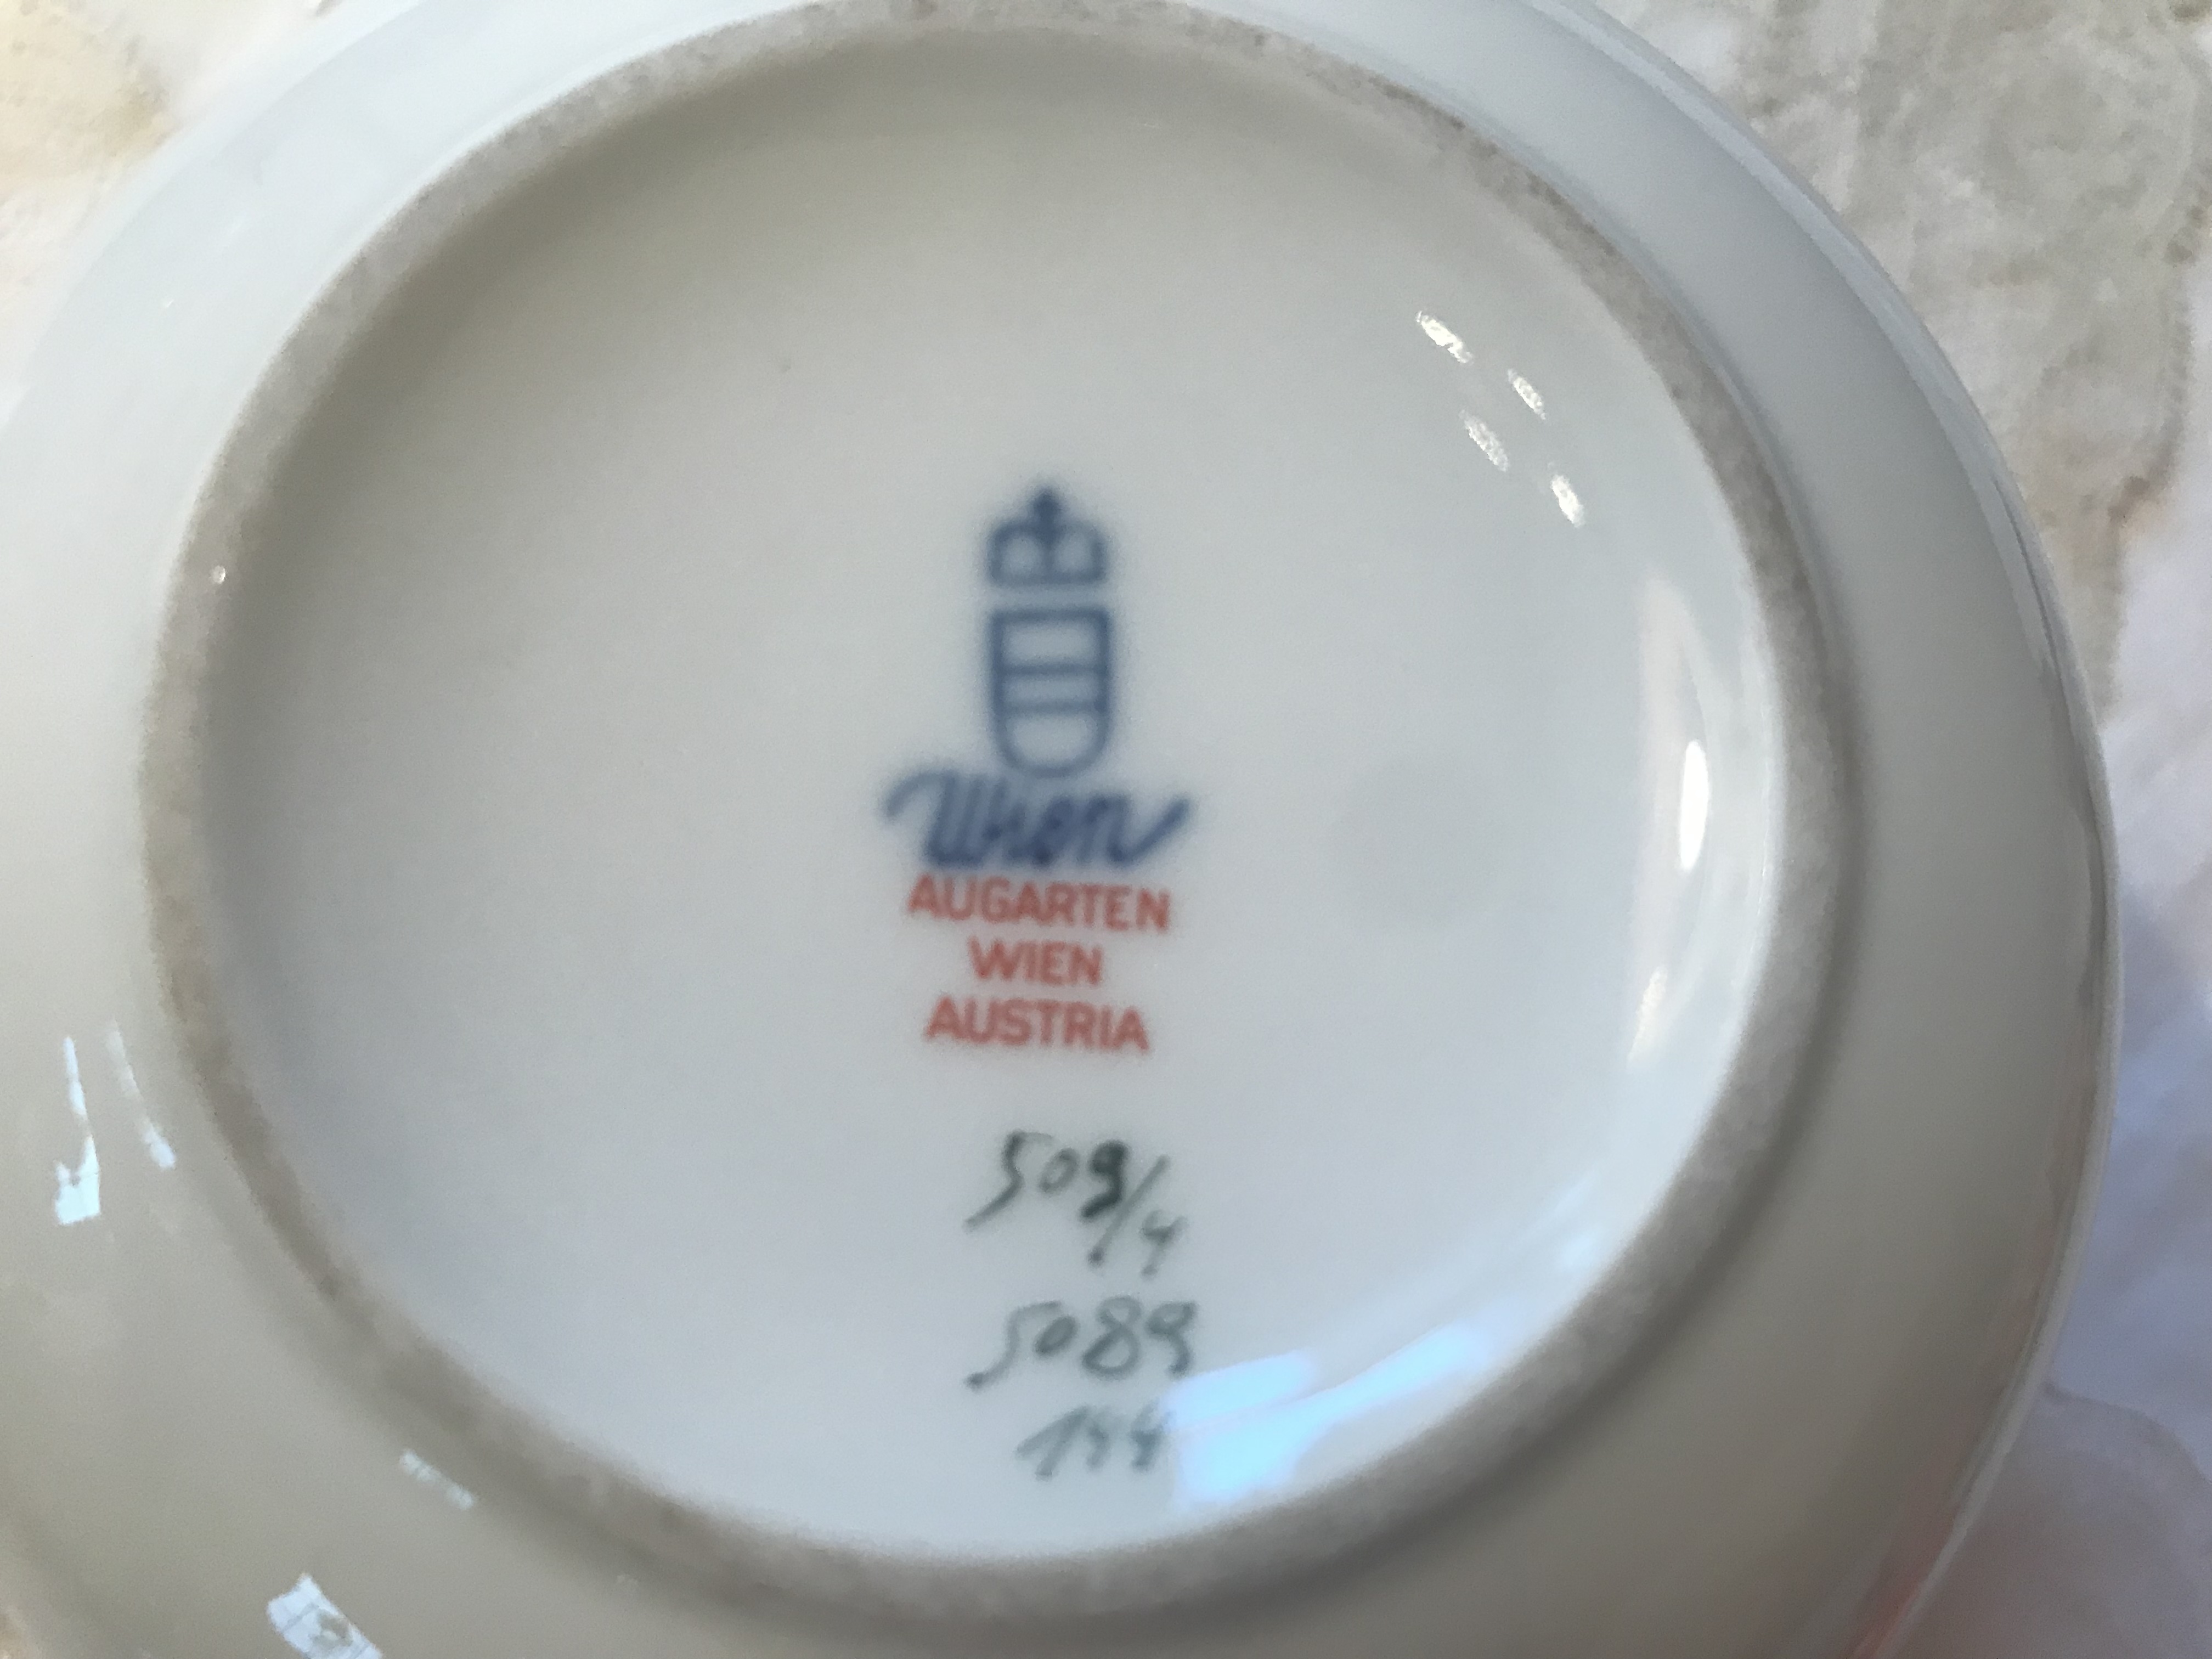 Wien
AUGARTEN
WIEN
AUSTRIA
509/4
5089
144